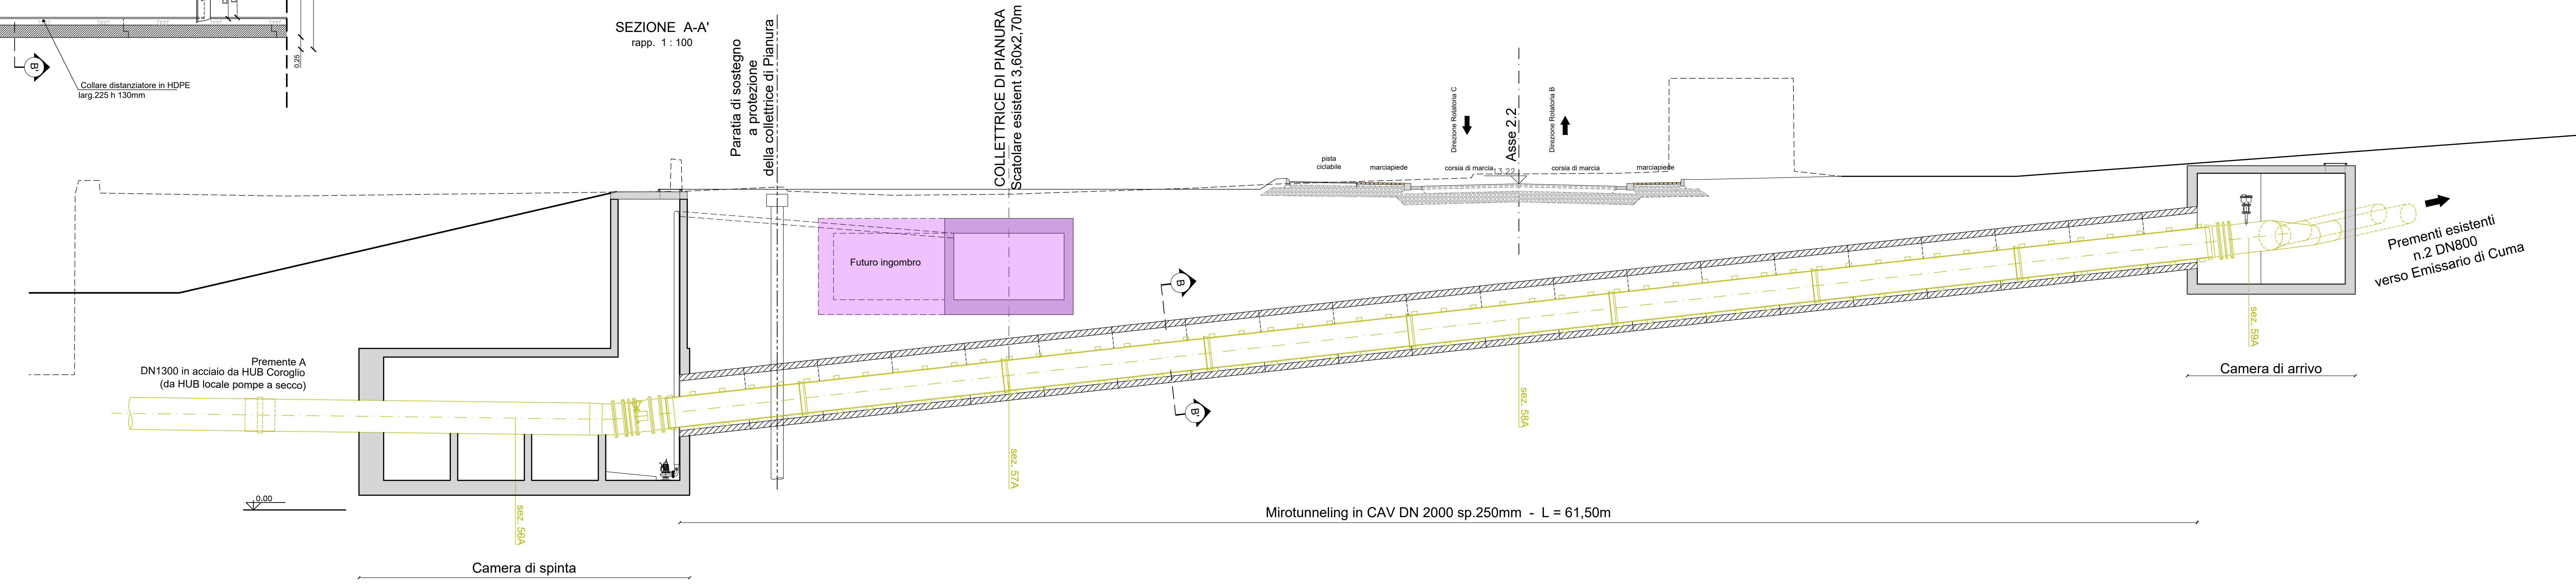 SEZIONE A-A'
rapp. 1 : 100
0.25
B'
Collare distanziatore in HDPE
larg.225 h 130mm
Paratia di sostegno
a protezione
della collettrice di Pianura
COLLETTRICE DI PIANURA
Scatolare esistent 3,60x2,70m
Direzione Rotatoria C
Asse 2.2
Direzione Rotatoria B
pista
ciclabile
marciapiede
corsia di marcia
13.22
corsia di marcia
marciapiede
Futuro ingombro
B
B'
Prementi esistenti
n.2 DN800
verso Emissario di Cuma
Premente A
DN1300 in acciaio da HUB Coroglio
(da HUB locale pompe a secco)
sez. 56A
sez. 57A
sez. 58A
sez. 59A
Camera di arrivo
0.00
Mirotunneling in CAV DN 2000 sp.250mm - L = 61,50m
Camera di spinta